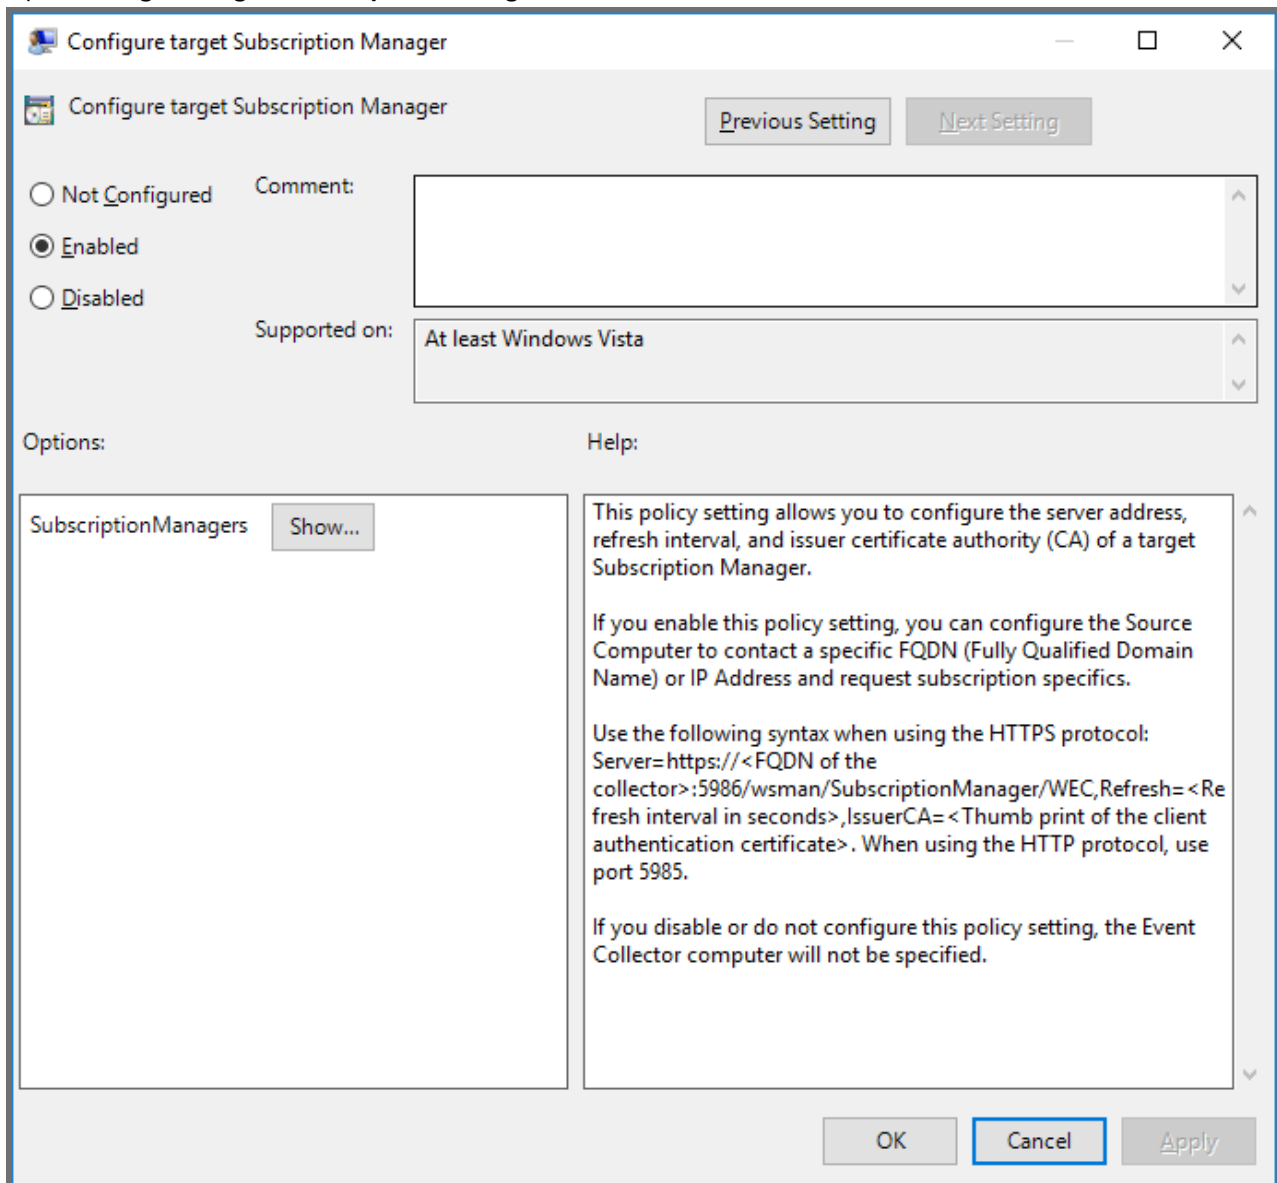 Configure target Subscription Manager
Configure target Subscription Manager
Previous Setting
Next Setting
Not Configured
Comment:
Enabled
Disabled
Supported on:
At least Windows Vista
Options:
Help:
SubscriptionManagers
Show...
This policy setting allows you to configure the server address,
refresh interval, and issuer certificate authority (CA) of a target
Subscription Manager.
If you enable this policy setting, you can configure the Source
Computer to contact a specific FQDN (Fully Qualified Domain
Name) or IP Address and request subscription specifics.
Use the following syntax when using the HTTPS protocol:
Server=https://<FQDN of the
collector>:5986/wsman/SubscriptionManager/WEC,Refresh=<Re
fresh interval in seconds>,IssuerCA=<Thumb print of the client
authentication certificate>. When using the HTTP protocol, use
port 5985.
If you disable or do not configure this policy setting, the Event
Collector computer will not be specified.
OK
Cancel
Apply